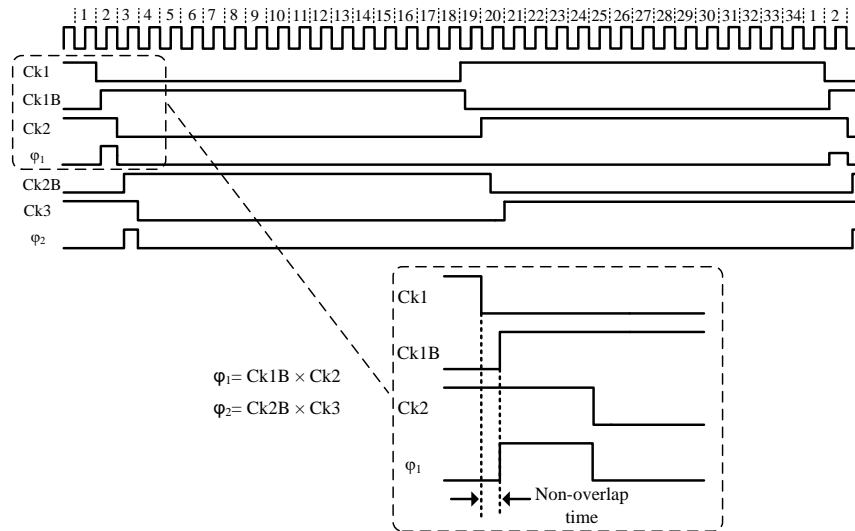 1 2 3 4 5 6 7 8 9 10 11 12 13 14 15 16 17 18 19 20 21 22 23 24 25 26 27 28 29 30 31 32 33 34 1 2
Ck1
Ck1B
Ck2
φ₁
Ck2B
Ck3
φ₂
Ck1
Ck1B
φ₁= Ck1B × Ck2
φ₂= Ck2B × Ck3
Ck2
φ₁
Non-overlap
time